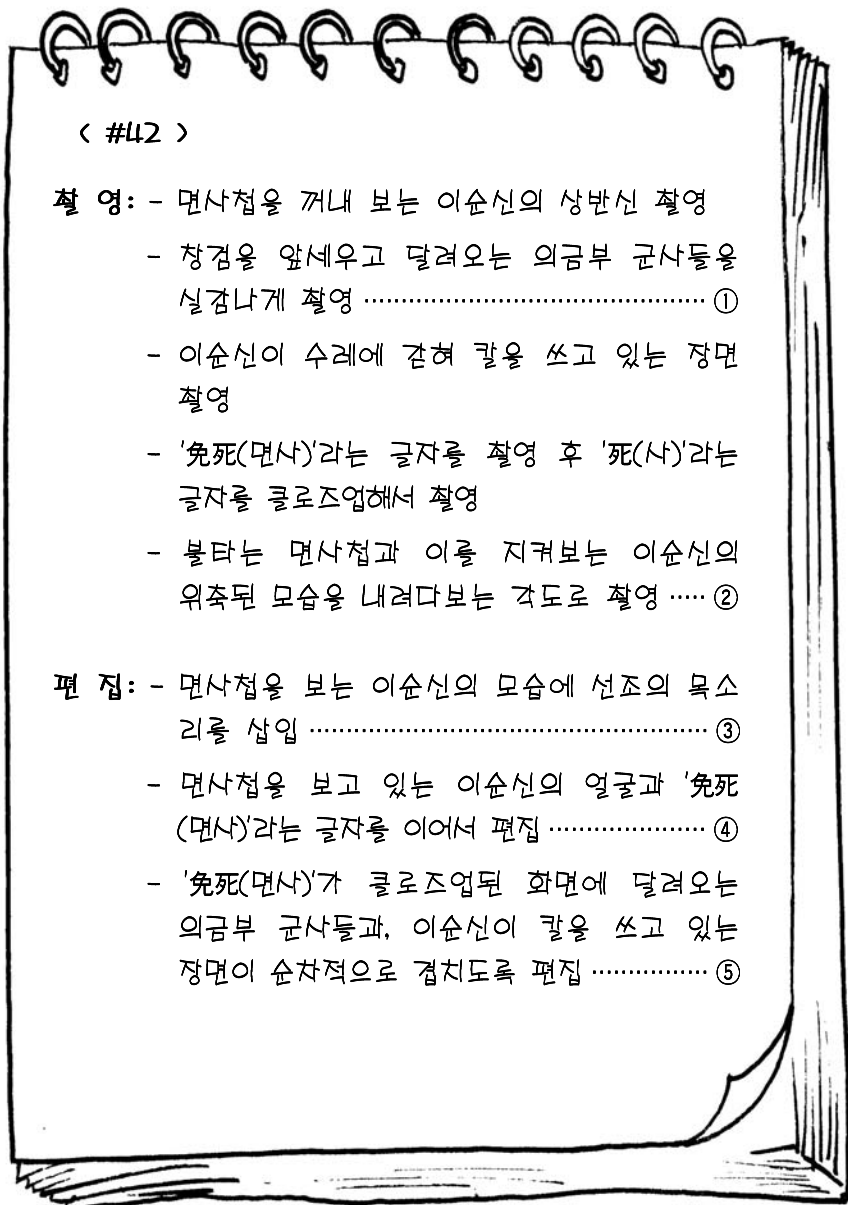 < #42 >
촬 영: - 면사첩을 꺼내 보는 이순신의 상반신 촬영
- 창검을 앞세우고 달려오는 의금부 군사들을
실감나게 촬영 ·············································· ①
- 이순신이 수레에 갇혀 칼을 쓰고 있는 장면
촬영
- '免死(면사)'라는 글자를 촬영 후 '死(사)'라는
글자를 클로즈업해서 촬영
- 불타는 면사첩과 이를 지켜보는 이순신의
위축된 모습을 내려다보는 각도로 촬영 ····· ②
편 집: - 면사첩을 보는 이순신의 모습에 선조의 목소
리를 삽입 ······················································ ③
- 면사첩을 보고 있는 이순신의 얼굴과 '免死
(면사)'라는 글자를 이어서 편집 ····················· ④
- '免死(면사)'가 클로즈업된 화면에 달려오는
의금부 군사들과, 이순신이 칼을 쓰고 있는
장면이 순차적으로 겹치도록 편집 ················ ⑤